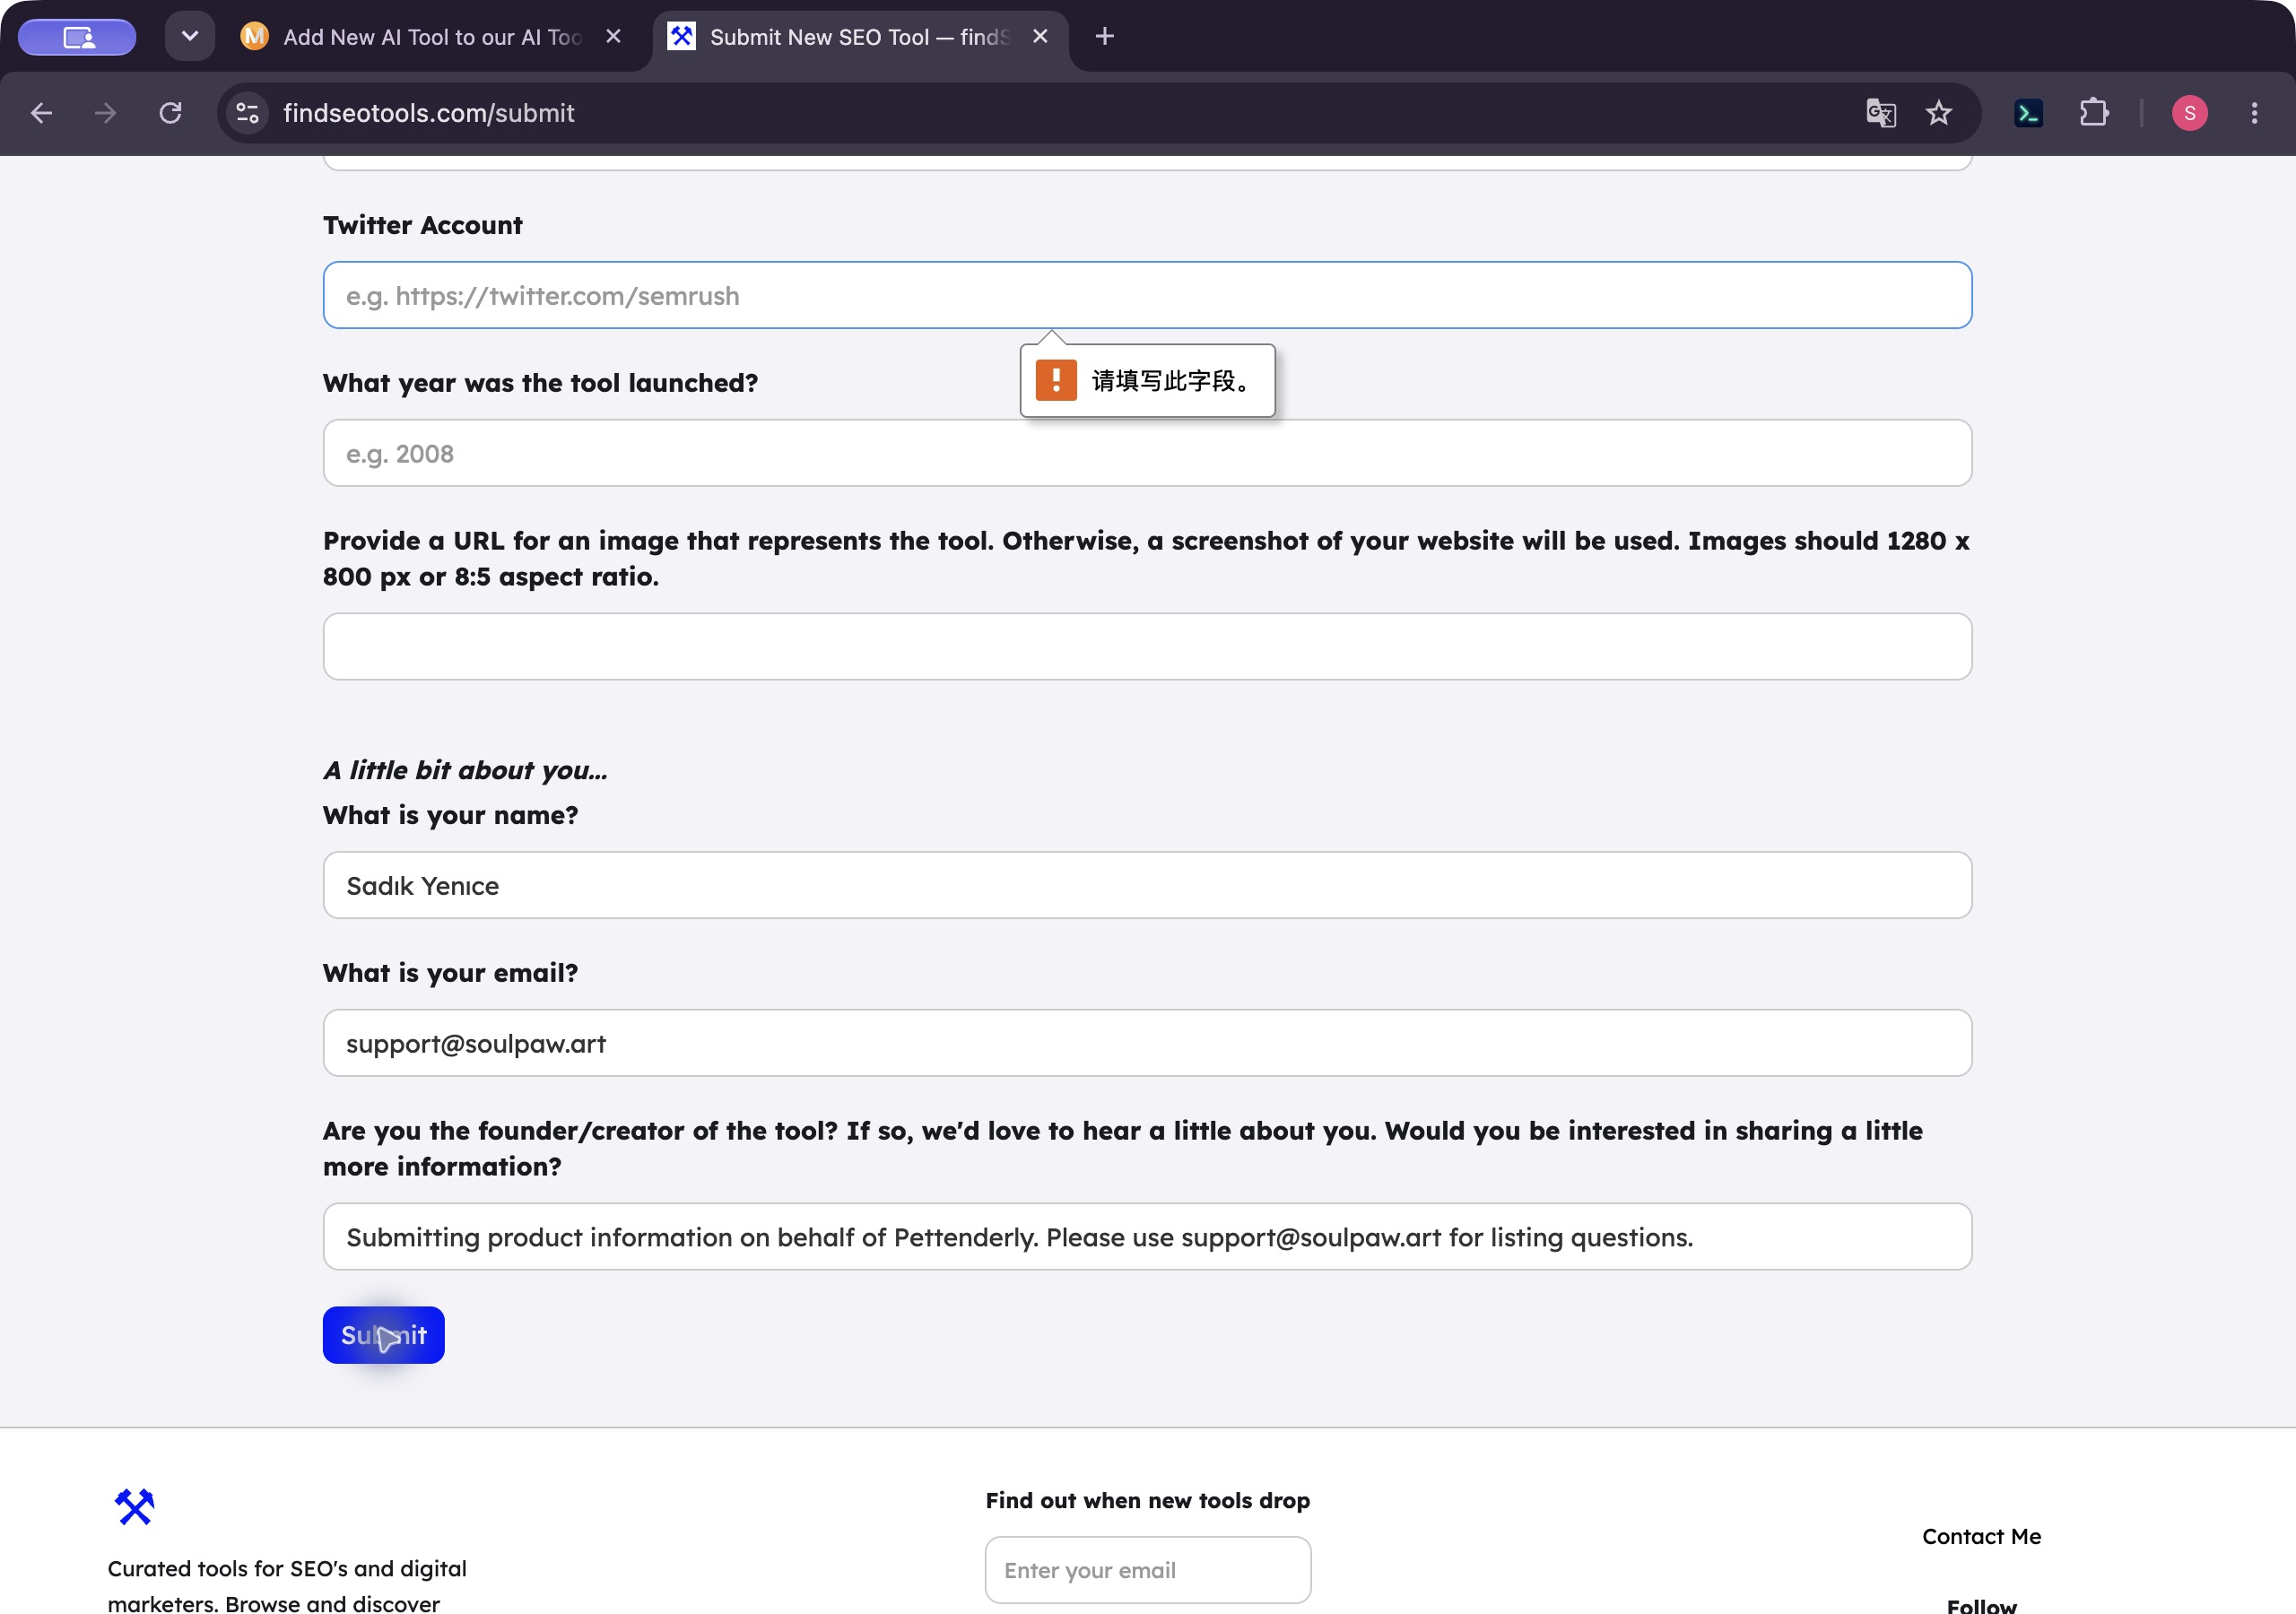 Add New AI Tool to our AI Too
Submit New SEO Tool — findS
findseotools.com/submit
S
Twitter Account
e.g. https://twitter.com/semrush
请填写此字段。
What year was the tool launched?
e.g. 2008
Provide a URL for an image that represents the tool. Otherwise, a screenshot of your website will be used. Images should 1280 x
800 px or 8:5 aspect ratio.
A little bit about you...
What is your name?
Sadık Yenıce
What is your email?
support@soulpaw.art
Are you the founder/creator of the tool? If so, we'd love to hear a little about you. Would you be interested in sharing a little
more information?
Submitting product information on behalf of Pettenderly. Please use support@soulpaw.art for listing questions.
Submit
Find out when new tools drop
Enter your email
Contact Me
Curated tools for SEO's and digital
marketers. Browse and discover
Follow